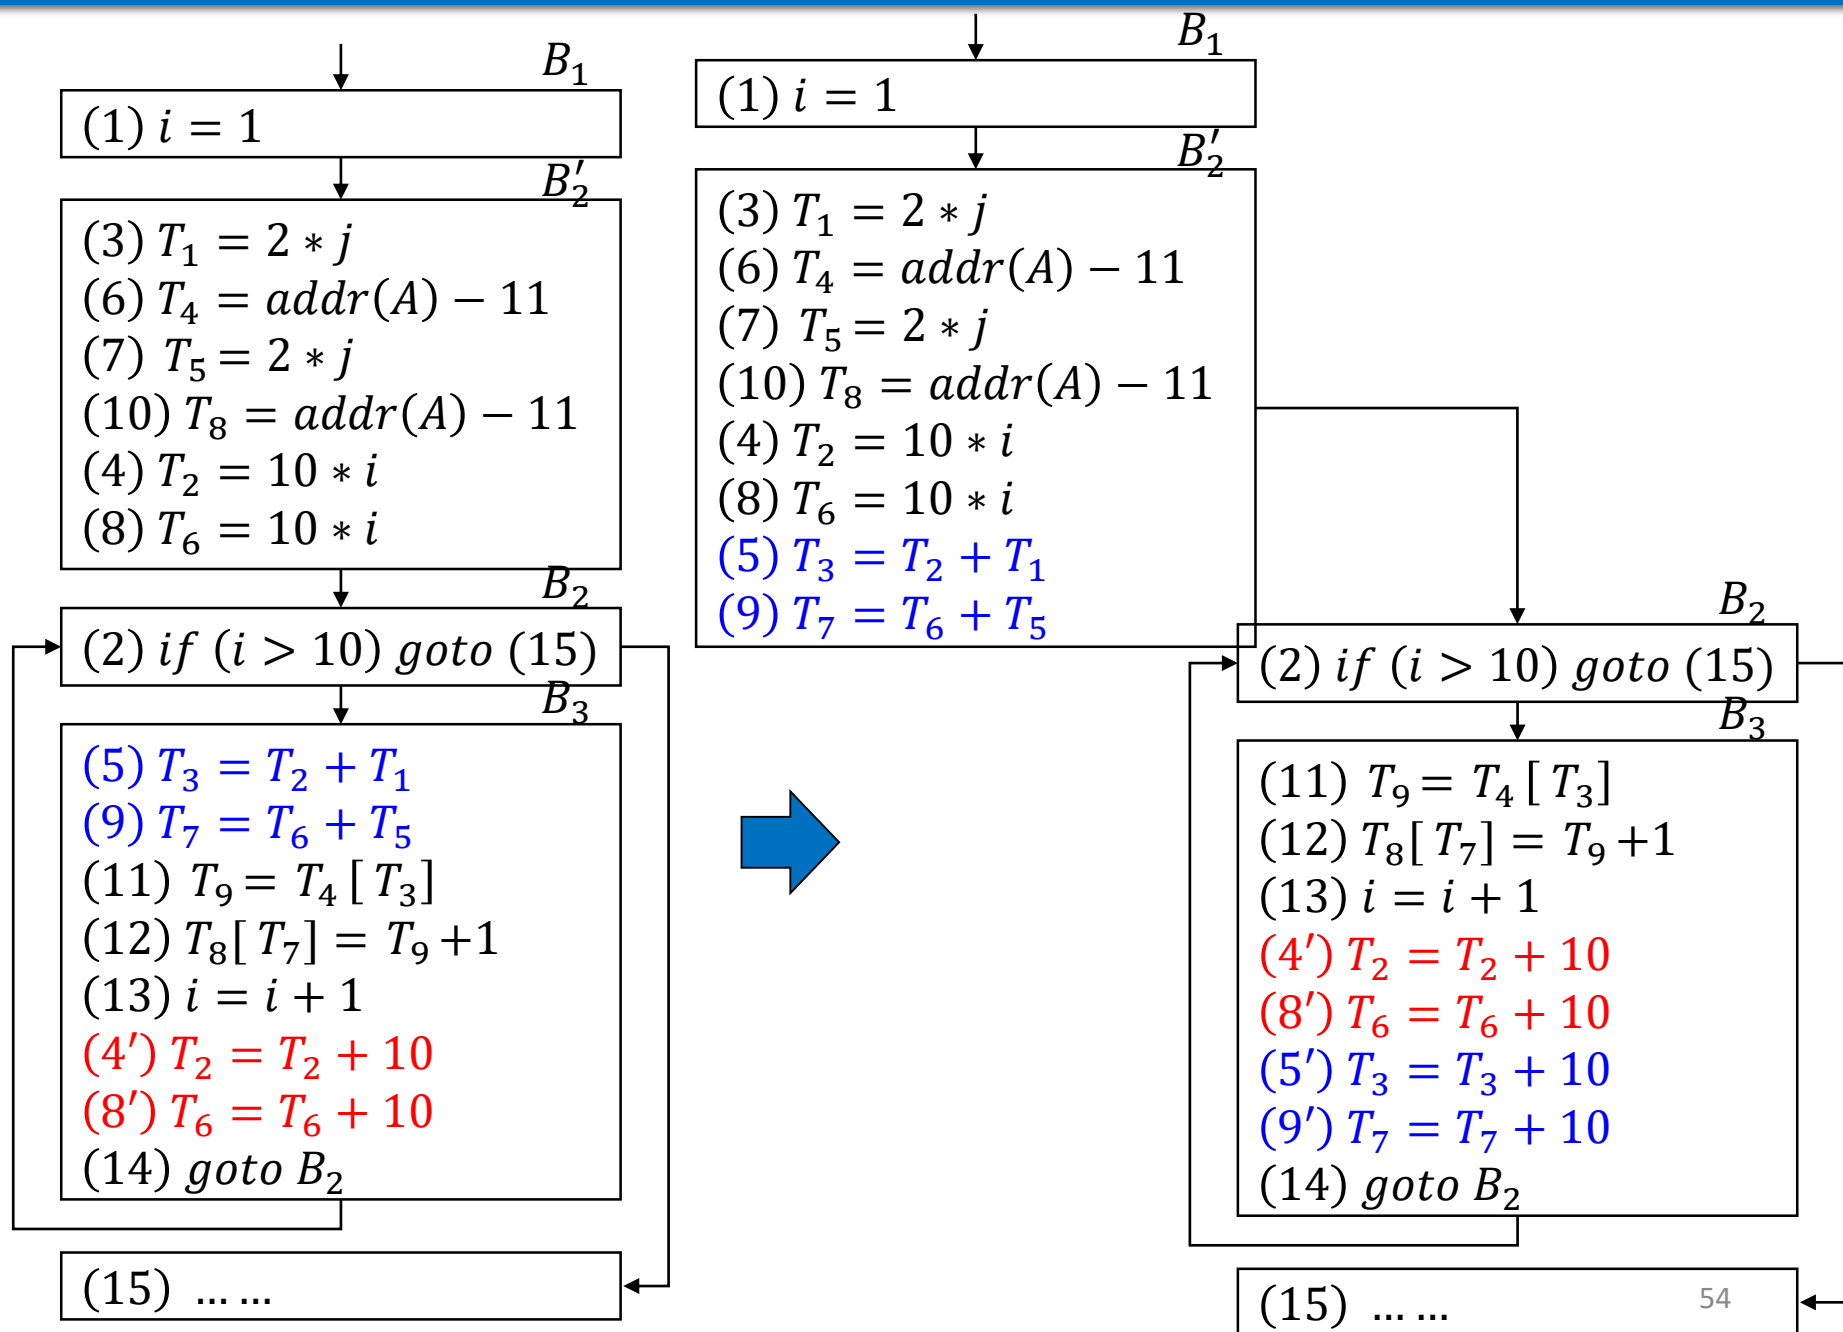 B₁
(1) i = 1
B₂′
(3) T₁ = 2 ∗ j
(6) T₄ = addr(A) − 11
(7) T₅ = 2 ∗ j
(10) T₈ = addr(A) − 11
(4) T₂ = 10 ∗ i
(8) T₆ = 10 ∗ i
B₂
(2) if (i > 10) goto (15)
B₃
(5) T₃ = T₂ + T₁
(9) T₇ = T₆ + T₅
(11) T₉ = T₄ [ T₃]
(12) T₈[ T₇] = T₉ +1
(13) i = i + 1
(4′) T₂ = T₂ + 10
(8′) T₆ = T₆ + 10
(14) goto B₂
(15) ... ...
B₁
(1) i = 1
B₂′
(3) T₁ = 2 ∗ j
(6) T₄ = addr(A) − 11
(7) T₅ = 2 ∗ j
(10) T₈ = addr(A) − 11
(4) T₂ = 10 ∗ i
(8) T₆ = 10 ∗ i
(5) T₃ = T₂ + T₁
(9) T₇ = T₆ + T₅
B₂
(2) if (i > 10) goto (15)
B₃
(11) T₉ = T₄ [ T₃]
(12) T₈[ T₇] = T₉ +1
(13) i = i + 1
(4′) T₂ = T₂ + 10
(8′) T₆ = T₆ + 10
(5′) T₃ = T₃ + 10
(9′) T₇ = T₇ + 10
(14) goto B₂
(15) ... ...
54